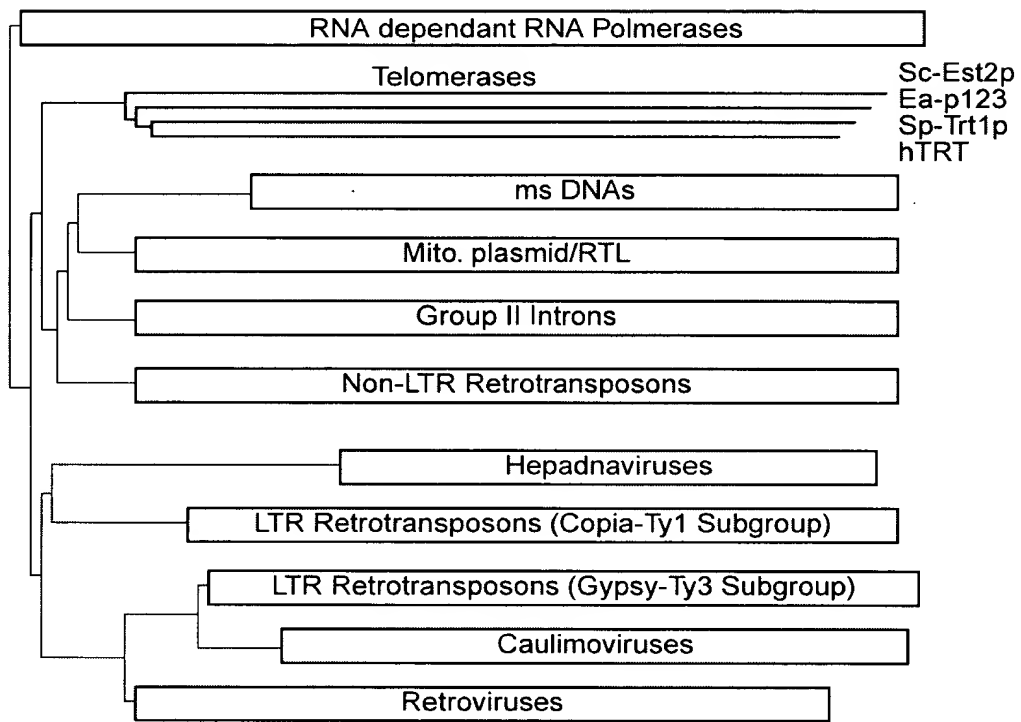 RNA dependant RNA Polmerases
Telomerases
Sc-Est2p
Ea-p123
Sp-Trt1p
hTRT
ms DNAs
Mito. plasmid/RTL
Group II Introns
Non-LTR Retrotransposons
Hepadnaviruses
LTR Retrotransposons (Copia-Ty1 Subgroup)
LTR Retrotransposons (Gypsy-Ty3 Subgroup)
Caulimoviruses
Retroviruses